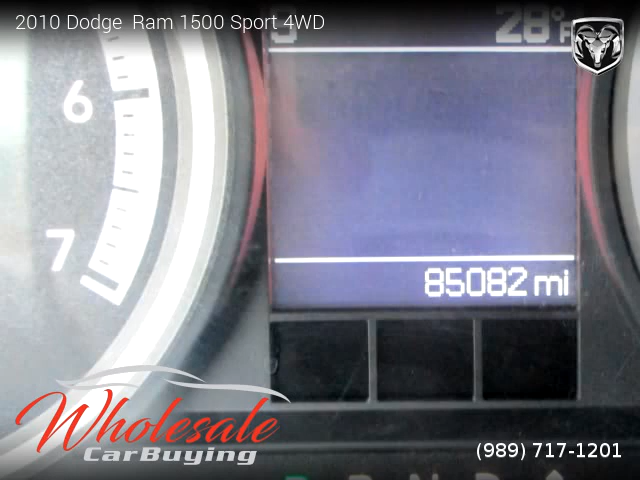 2010 Dodge Ram 1500 Sport 4WD
28°F
6
7
85082 mi
Wholesale
CarBuying
(989) 717-1201